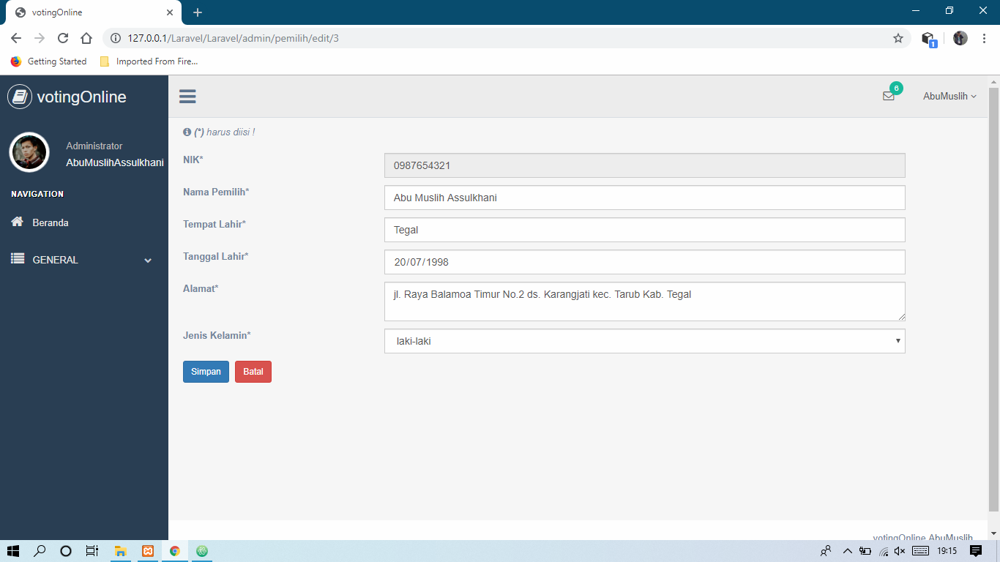 votingOnline
127.0.0.1/Laravel/Laravel/admin/pemilih/edit/3
1
Getting Started
Imported From Fire...
votingOnline
6
AbuMuslih
Administrator
AbuMuslihAssulkhani
NAVIGATION
Beranda
GENERAL
(*) harus diisi !
NIK*
0987654321
Nama Pemilih*
Abu Muslih Assulkhani
Tempat Lahir*
Tegal
Tanggal Lahir*
20/07/1998
Alamat*
jl. Raya Balamoa Timur No.2 ds. Karangjati kec. Tarub Kab. Tegal
Jenis Kelamin*
laki-laki
Simpan
Batal
votingOnline AbuMuslih
19:15